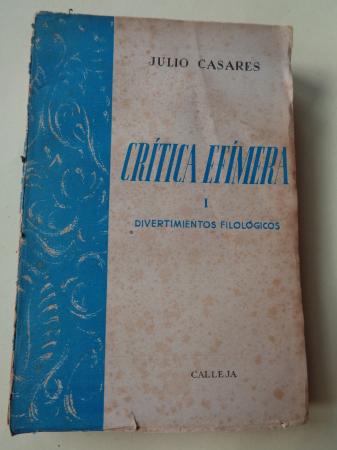 JULIO CASARES
CRÍTICA EFÍMERA
I
DIVERTIMIENTOS FILOLÓGICOS
CALLEJA